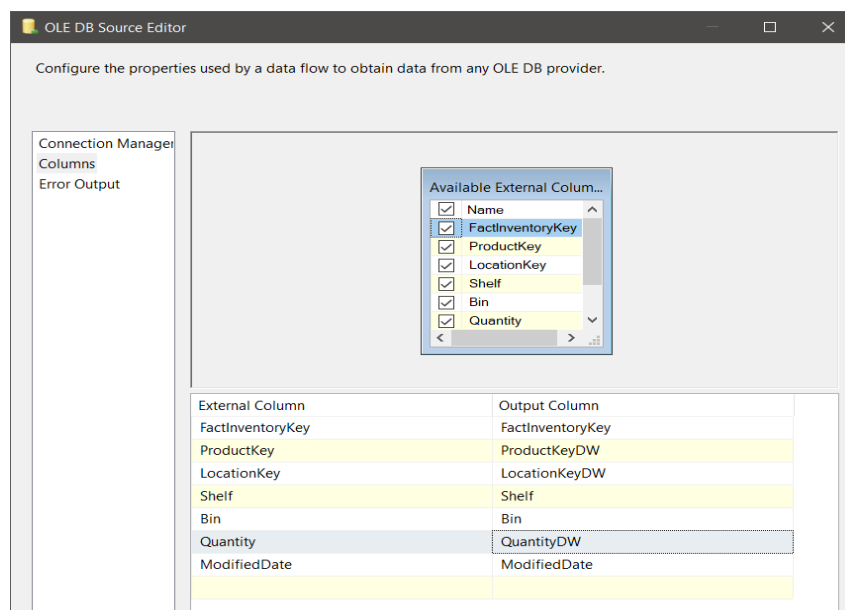 OLE DB Source Editor
Configure the properties used by a data flow to obtain data from any OLE DB provider.
Connection Manager
Columns
Error Output
Available External Colum...
Name
FactInventoryKey
ProductKey
LocationKey
Shelf
Bin
Quantity
External Column Output Column
FactInventoryKey FactInventoryKey
ProductKey ProductKeyDW
LocationKey LocationKeyDW
Shelf Shelf
Bin Bin
Quantity QuantityDW
ModifiedDate ModifiedDate